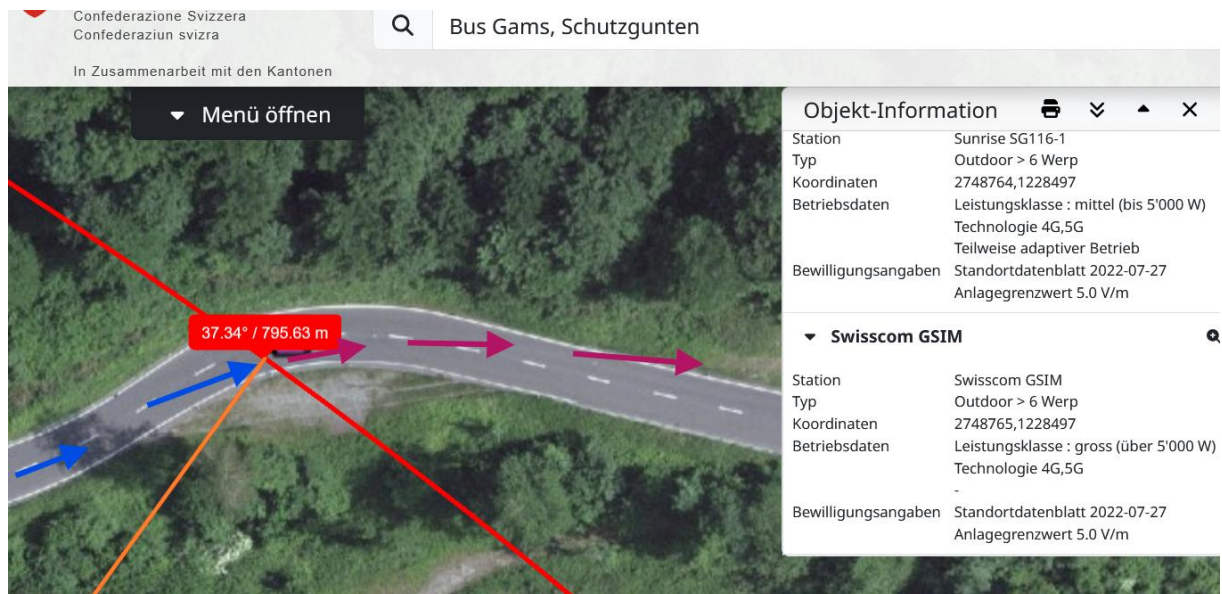 Confederazione Svizzera
Confederaziun svizra
In Zusammenarbeit mit den Kantonen
Bus Gams, Schutzgunten
Menü öffnen
37.34° / 795.63 m
Objekt-Information
Station Sunrise SG116-1
Typ Outdoor > 6 Werp
Koordinaten 2748764,1228497
Betriebsdaten Leistungsklasse : mittel (bis 5'000 W)
Technologie 4G,5G
Teilweise adaptiver Betrieb
Bewilligungsangaben Standortdatenblatt 2022-07-27
Anlagegrenzwert 5.0 V/m
Swisscom GSIM
Station Swisscom GSIM
Typ Outdoor > 6 Werp
Koordinaten 2748765,1228497
Betriebsdaten Leistungsklasse : gross (über 5'000 W)
Technologie 4G,5G
-
Bewilligungsangaben Standortdatenblatt 2022-07-27
Anlagegrenzwert 5.0 V/m